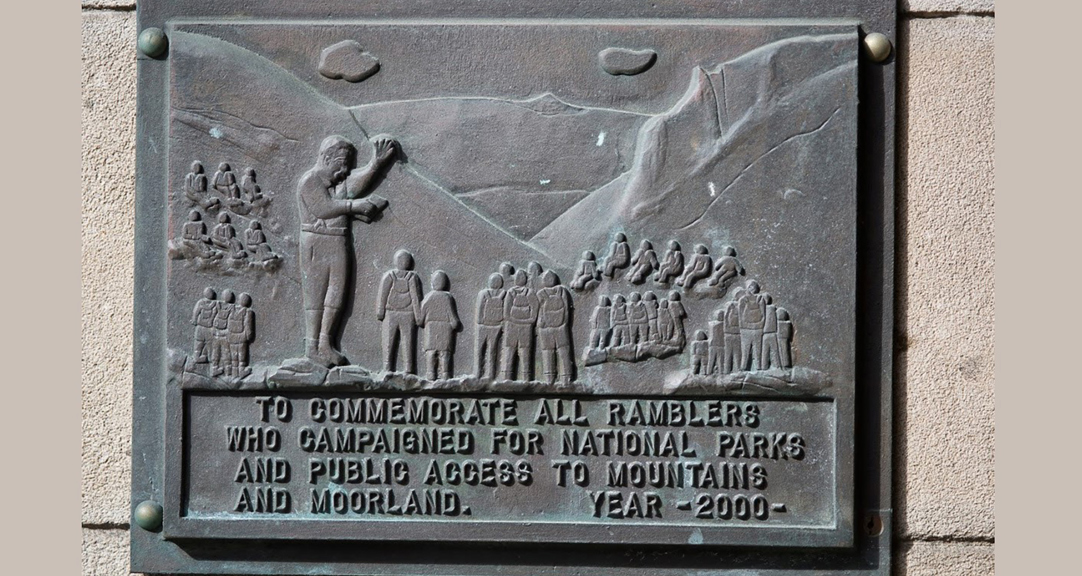 TO COMMEMORATE ALL RAMBLERS
WHO CAMPAIGNED FOR NATIONAL PARKS
AND PUBLIC ACCESS TO MOUNTAINS
AND MOORLAND. YEAR -2000-